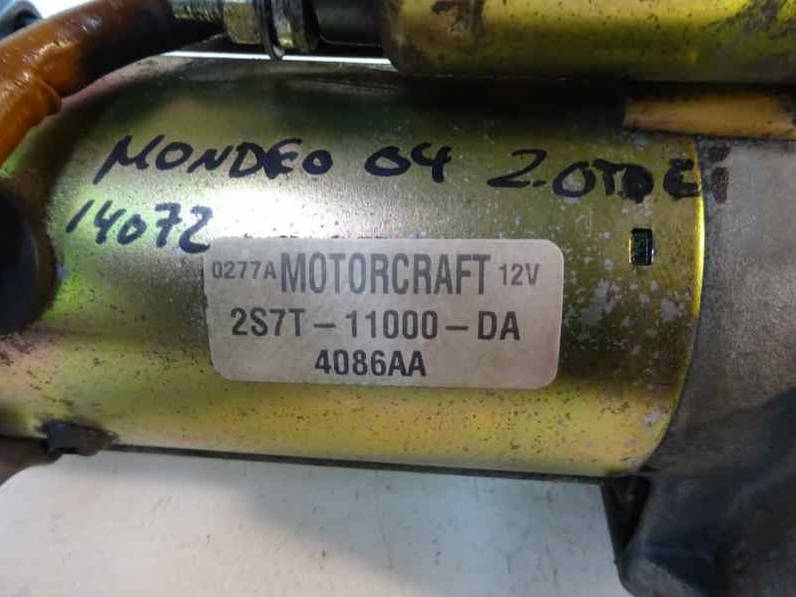 MONDEO 04 2.0TDCi
14072
0277A MOTORCRAFT 12V
2S7T-11000-DA
4086AA